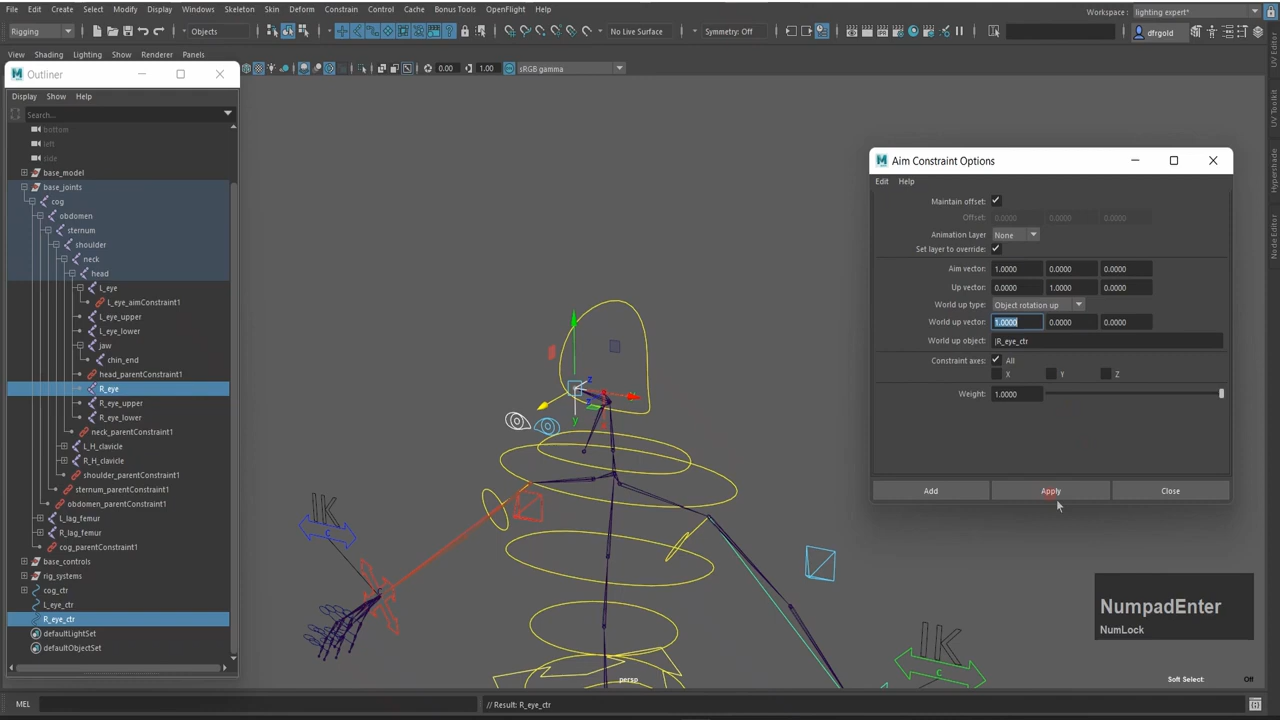 File Edit Create Select Modify Display Windows Skeleton Skin Deform Constrain Control Cache Bonus Tools OpenFlight Help
Workspace : lighting expert*
Rigging
Objects
No Live Surface
Symmetry: Off
dfrgold
View Shading Lighting Show Renderer Panels
0.00
1.00
sRGB gamma
Outliner
Display Show Help
Search...
bottom
left
side
base_model
base_joints
cog
obdomen
sternum
shoulder
neck
head
L_eye
L_eye_aimConstraint1
L_eye_upper
L_eye_lower
jaw
chin_end
head_parentConstraint1
R_eye
R_eye_upper
R_eye_lower
neck_parentConstraint1
L_H_clavicle
R_H_clavicle
shoulder_parentConstraint1
sternum_parentConstraint1
obdomen_parentConstraint1
L_lag_femur
R_lag_femur
cog_parentConstraint1
base_controls
rig_systems
cog_ctr
L_eye_ctr
R_eye_ctr
defaultLightSet
defaultObjectSet
z
y
IK
C
IK
C
persp
Aim Constraint Options
Edit Help
Maintain offset:
Offset: 0.0000 0.0000 0.0000
Animation Layer None
Set layer to override:
Aim vector: 1.0000 0.0000 0.0000
Up vector: 0.0000 1.0000 0.0000
World up type: Object rotation up
World up vector: 1.0000 0.0000 0.0000
World up object: |R_eye_ctr
Constraint axes: All
X Y Z
Weight: 1.0000
Add Apply Close
NumpadEnter
NumLock
Soft Select: Off
UV Editor
UV Toolkit
Hypershade
Node Editor
MEL
// Result: R_eye_ctr